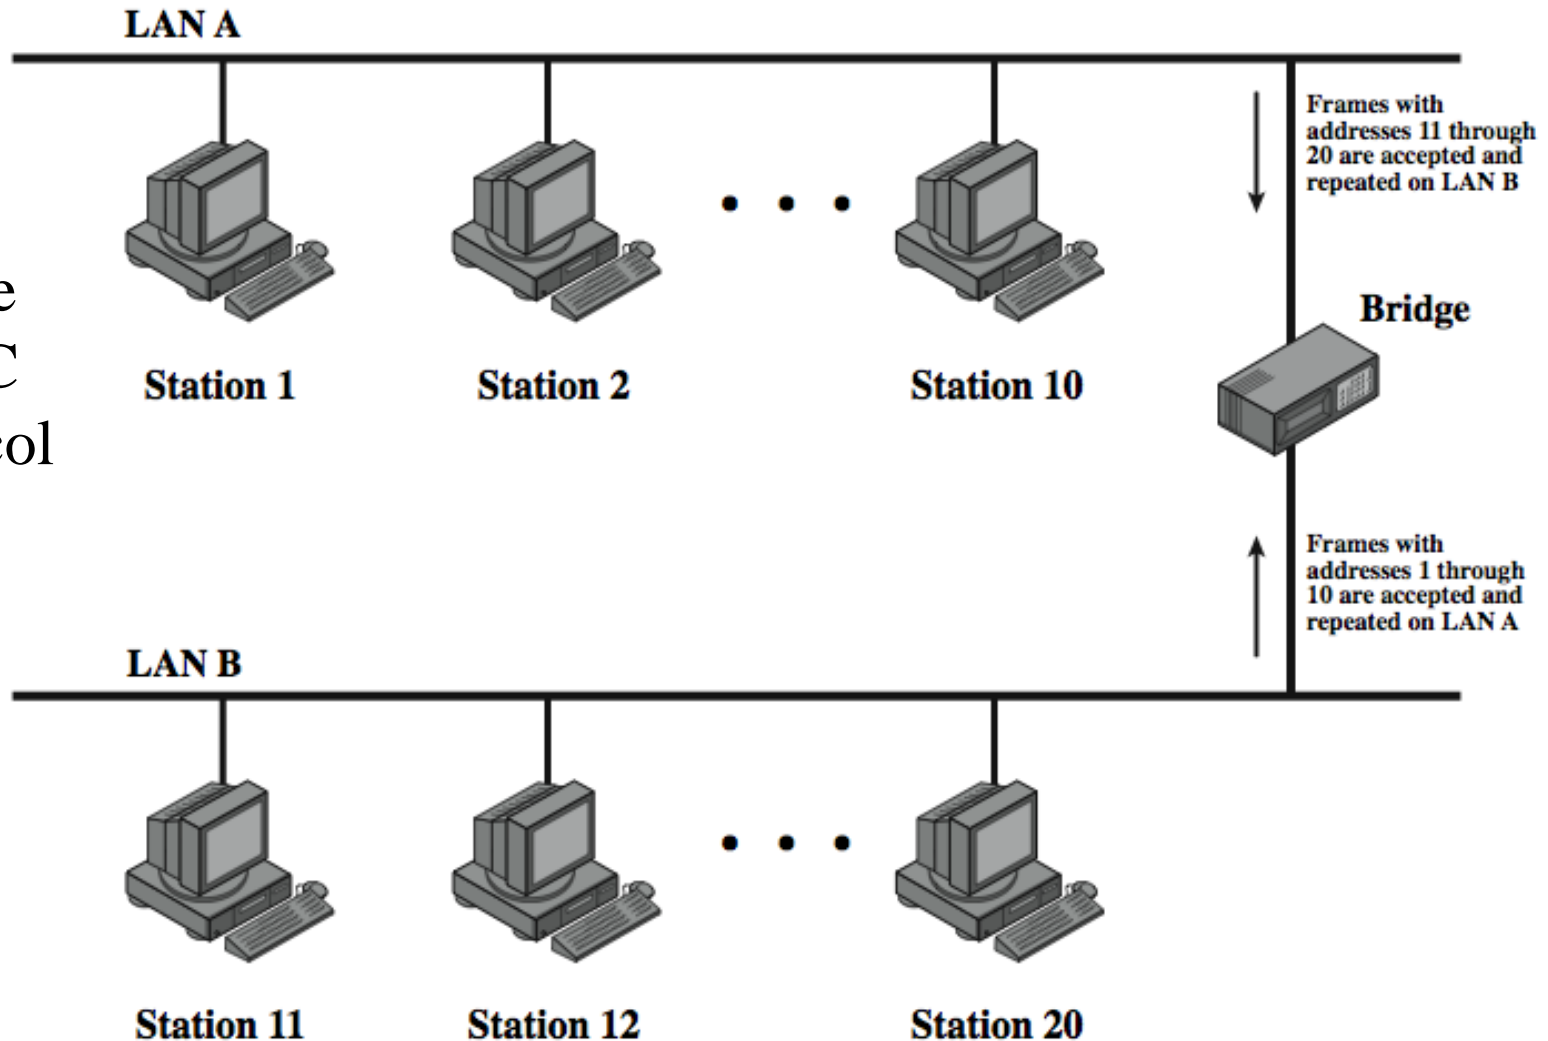 LAN A
Frames with
addresses 11 through
20 are accepted and
repeated on LAN B
e
C
col
Bridge
Station 1
Station 2
Station 10
Frames with
addresses 1 through
10 are accepted and
repeated on LAN A
LAN B
Station 11
Station 12
Station 20